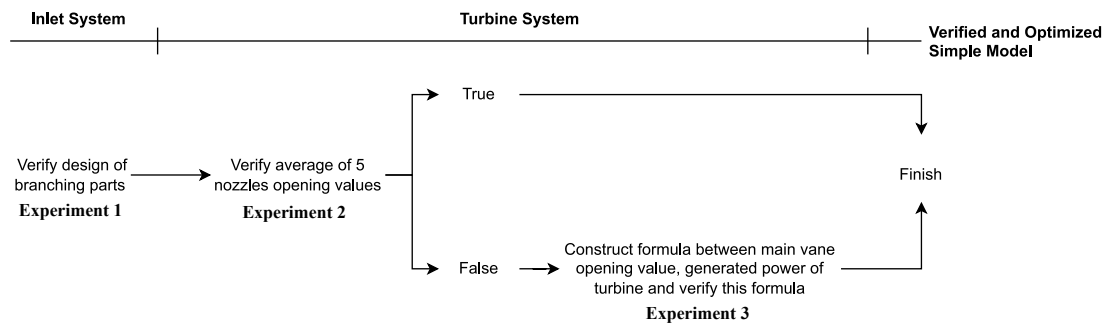 Inlet System
Turbine System
Verified and Optimized
Simple Model
True
Verify design of
branching parts
Experiment 1
Verify average of 5
nozzles opening values
Experiment 2
Finish
False
Construct formula between main vane
opening value, generated power of
turbine and verify this formula
Experiment 3